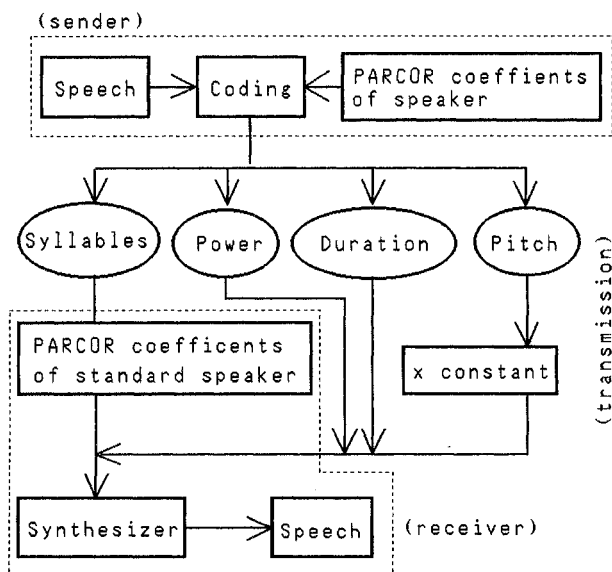 (sender)
Speech
Coding
PARCOR coeffients
of speaker
Syllables
Power
Duration
Pitch
(transmission)
PARCOR coefficents
of standard speaker
x constant
Synthesizer
Speech
(receiver)